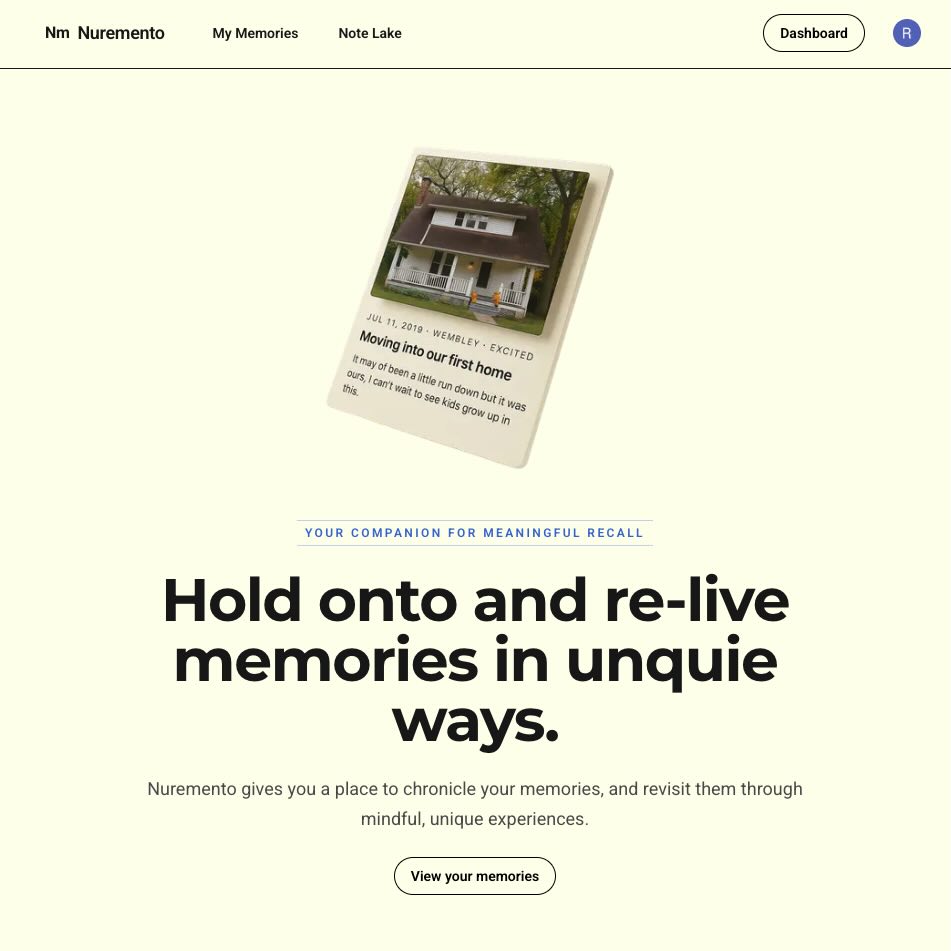 Nm Nuremento My Memories Note Lake Dashboard R
JUL 11, 2019 · WEMBLEY · EXCITED
Moving into our first home
It may of been a little run down but it was
ours, I can't wait to see kids grow up in
this.
YOUR COMPANION FOR MEANINGFUL RECALL
Hold onto and re-live
memories in unquie
ways.
Nuremento gives you a place to chronicle your memories, and revisit them through
mindful, unique experiences.
View your memories